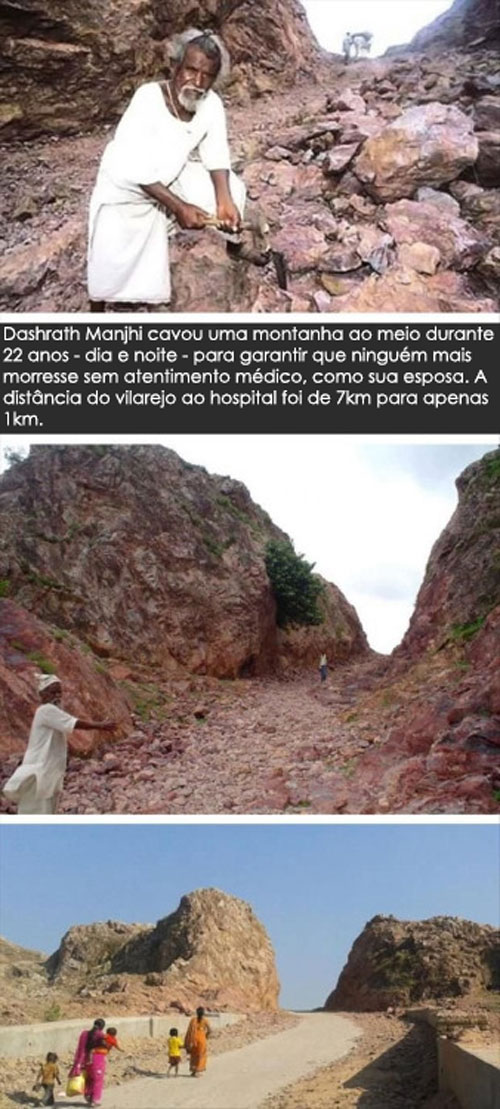 Dashrath Manjhi cavou uma montanha ao meio durante
22 anos - dia e noite - para garantir que ninguém mais
morresse sem atentimento médico, como sua esposa. A
distância do vilarejo ao hospital foi de 7km para apenas
1km.